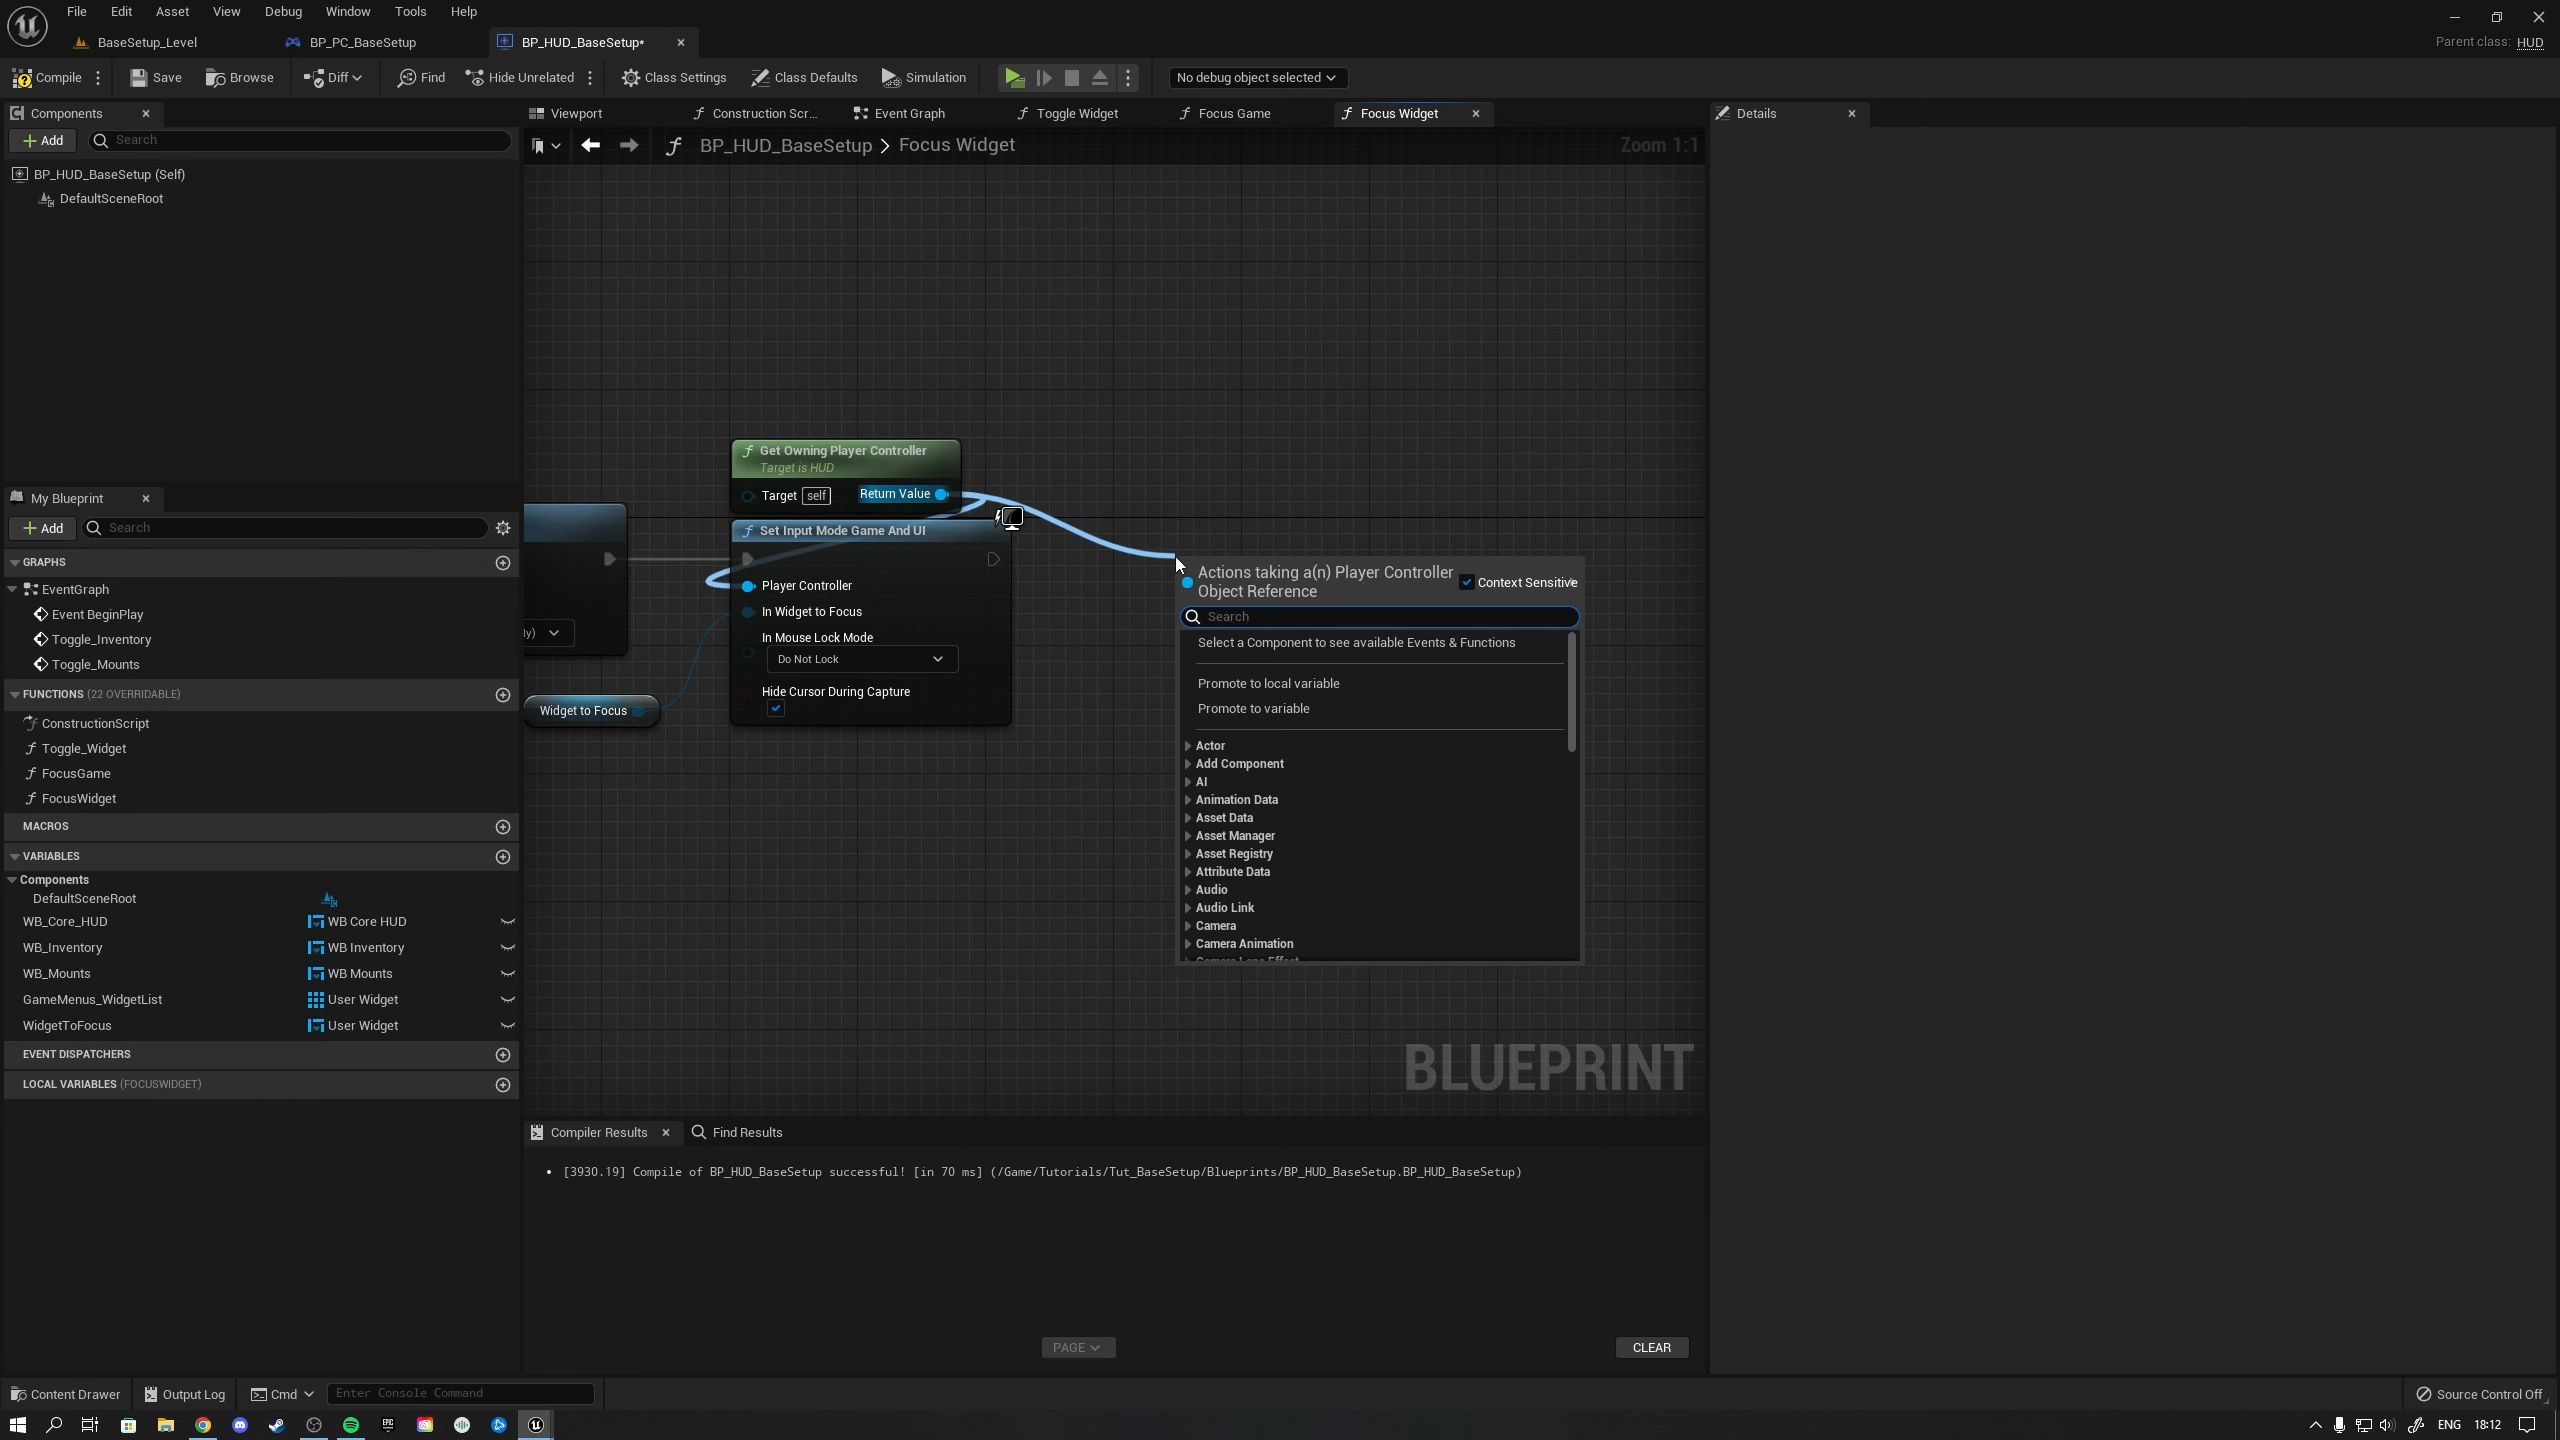 File Edit Asset View Debug Window Tools Help
BaseSetup_Level BP_PC_BaseSetup BP_HUD_BaseSetup*
Parent class: HUD
Compile Save Browse Diff Find Hide Unrelated Class Settings Class Defaults Simulation No debug object selected
Components
Viewport Construction Scr... Event Graph Toggle Widget Focus Game Focus Widget
Details
Add Search
BP_HUD_BaseSetup > Focus Widget
Zoom 1:1
BP_HUD_BaseSetup (Self)
DefaultSceneRoot
My Blueprint
Add Search
GRAPHS
EventGraph
Event BeginPlay
Toggle_Inventory
Toggle_Mounts
FUNCTIONS (22 OVERRIDABLE)
ConstructionScript
Toggle_Widget
FocusGame
FocusWidget
MACROS
VARIABLES
Components
DefaultSceneRoot
WB_Core_HUD WB Core HUD
WB_Inventory WB Inventory
WB_Mounts WB Mounts
GameMenus_WidgetList User Widget
WidgetToFocus User Widget
EVENT DISPATCHERS
LOCAL VARIABLES (FOCUSWIDGET)
Get Owning Player Controller
Target is HUD
Target self Return Value
Set Input Mode Game And UI
Player Controller
In Widget to Focus
In Mouse Lock Mode
Do Not Lock
Hide Cursor During Capture
ly)
Widget to Focus
Actions taking a(n) Player Controller
Object Reference
Context Sensitive
Search
Select a Component to see available Events & Functions
Promote to local variable
Promote to variable
Actor
Add Component
AI
Animation Data
Asset Data
Asset Manager
Asset Registry
Attribute Data
Audio
Audio Link
Camera
Camera Animation
Camera Lens Effect
BLUEPRINT
Compiler Results Find Results
[3930.19] Compile of BP_HUD_BaseSetup successful! [in 70 ms] (/Game/Tutorials/Tut_BaseSetup/Blueprints/BP_HUD_BaseSetup.BP_HUD_BaseSetup)
PAGE CLEAR
Content Drawer Output Log Cmd Enter Console Command Source Control Off
ENG 18:12